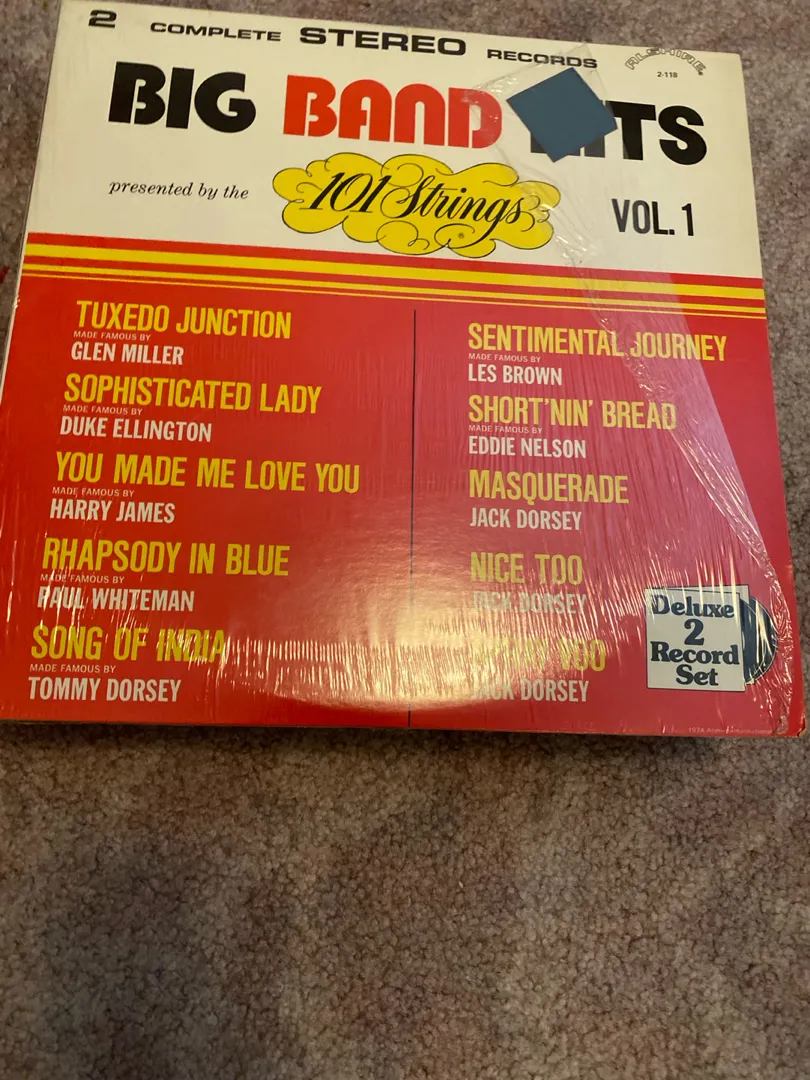 2 COMPLETE STEREO RECORDS
ALSHIRE
2-118
BIG BAND ITS
presented by the 101 Strings
VOL. 1
TUXEDO JUNCTION
MADE FAMOUS BY
GLEN MILLER
SOPHISTICATED LADY
MADE FAMOUS BY
DUKE ELLINGTON
YOU MADE ME LOVE YOU
MADE FAMOUS BY
HARRY JAMES
RHAPSODY IN BLUE
MADE FAMOUS BY
PAUL WHITEMAN
SONG OF INDIA
MADE FAMOUS BY
TOMMY DORSEY
SENTIMENTAL JOURNEY
MADE FAMOUS BY
LES BROWN
SHORT'NIN' BREAD
MADE FAMOUS BY
EDDIE NELSON
MASQUERADE
JACK DORSEY
NICE TOO
JACK DORSEY
YOO
JACK DORSEY
Deluxe
2
Record
Set